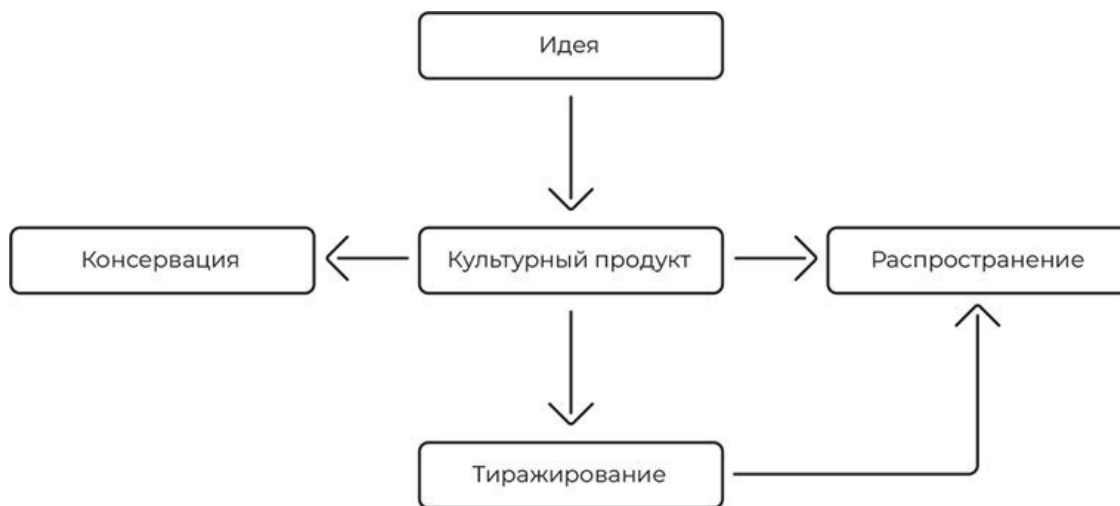 Идея
Консервация
Культурный продукт
Распространение
Тиражирование